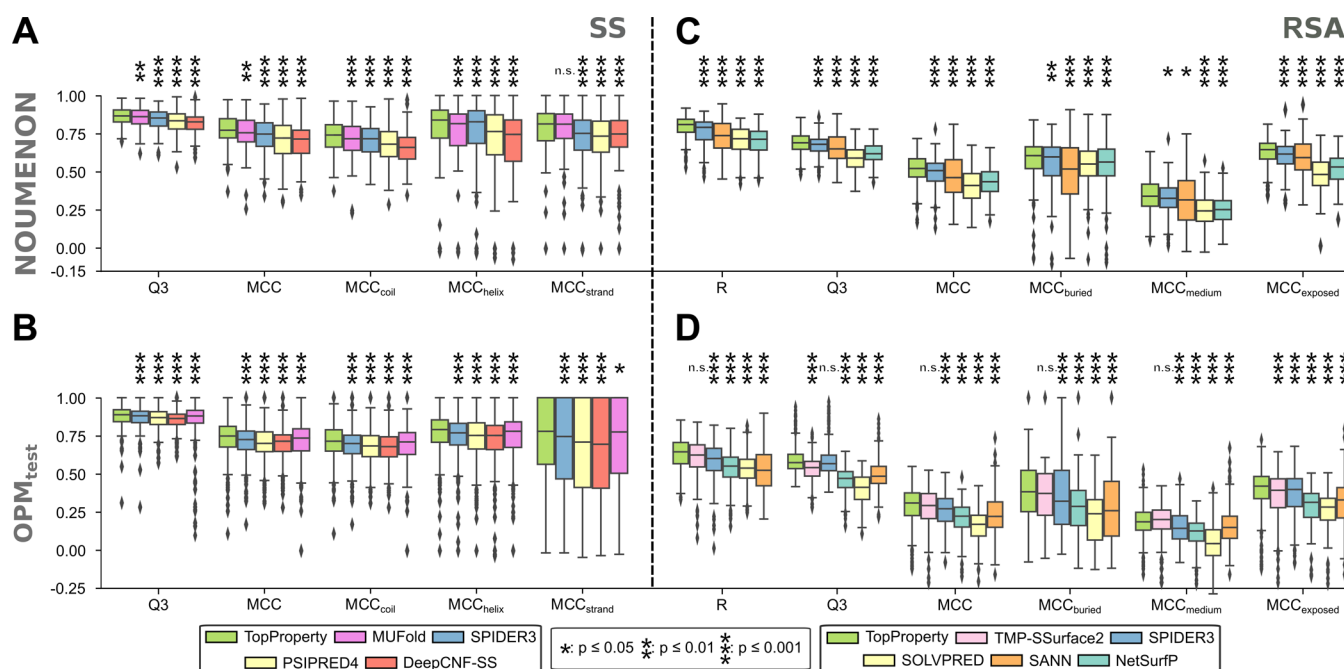 A
SS
C
RSA
NOUMENON
** *** *** ***
** *** *** ***
*** *** *** ***
*** *** *** ***
n.s. *** *** ***
*** *** *** ***
*** *** *** ***
*** *** *** ***
** *** *** ***
* * *** ***
*** *** *** ***
1.00
0.75
0.50
0.25
0.00
-0.15
Q3 MCC MCCcoil MCChelix MCCstrand
R Q3 MCC MCCburied MCCmedium MCCexposed
B
D
OPMtest
*** *** *** ***
*** *** *** ***
*** *** *** ***
*** *** *** ***
*** *** *** *
n.s. *** *** *** ***
** n.s. *** *** ***
n.s. *** *** *** ***
n.s. *** *** *** ***
n.s. *** *** *** ***
*** *** *** *** ***
1.00
0.75
0.50
0.25
0.00
-0.25
Q3 MCC MCCcoil MCChelix MCCstrand
R Q3 MCC MCCburied MCCmedium MCCexposed
TopProperty MUFold SPIDER3
PSIPRED4 DeepCNF-SS
*: p ≤ 0.05 **: p ≤ 0.01 ***: p ≤ 0.001
TopProperty TMP-SSurface2 SPIDER3
SOLVPRED SANN NetSurfP